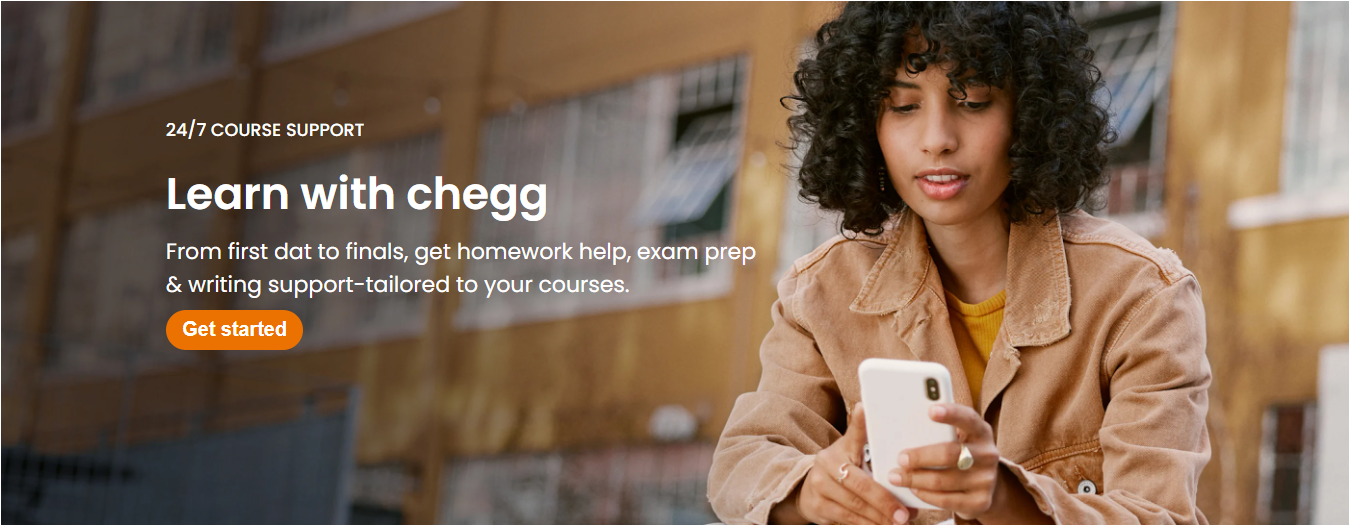 24/7 COURSE SUPPORT
Learn with chegg
From first dat to finals, get homework help, exam prep
& writing support-tailored to your courses.
Get started